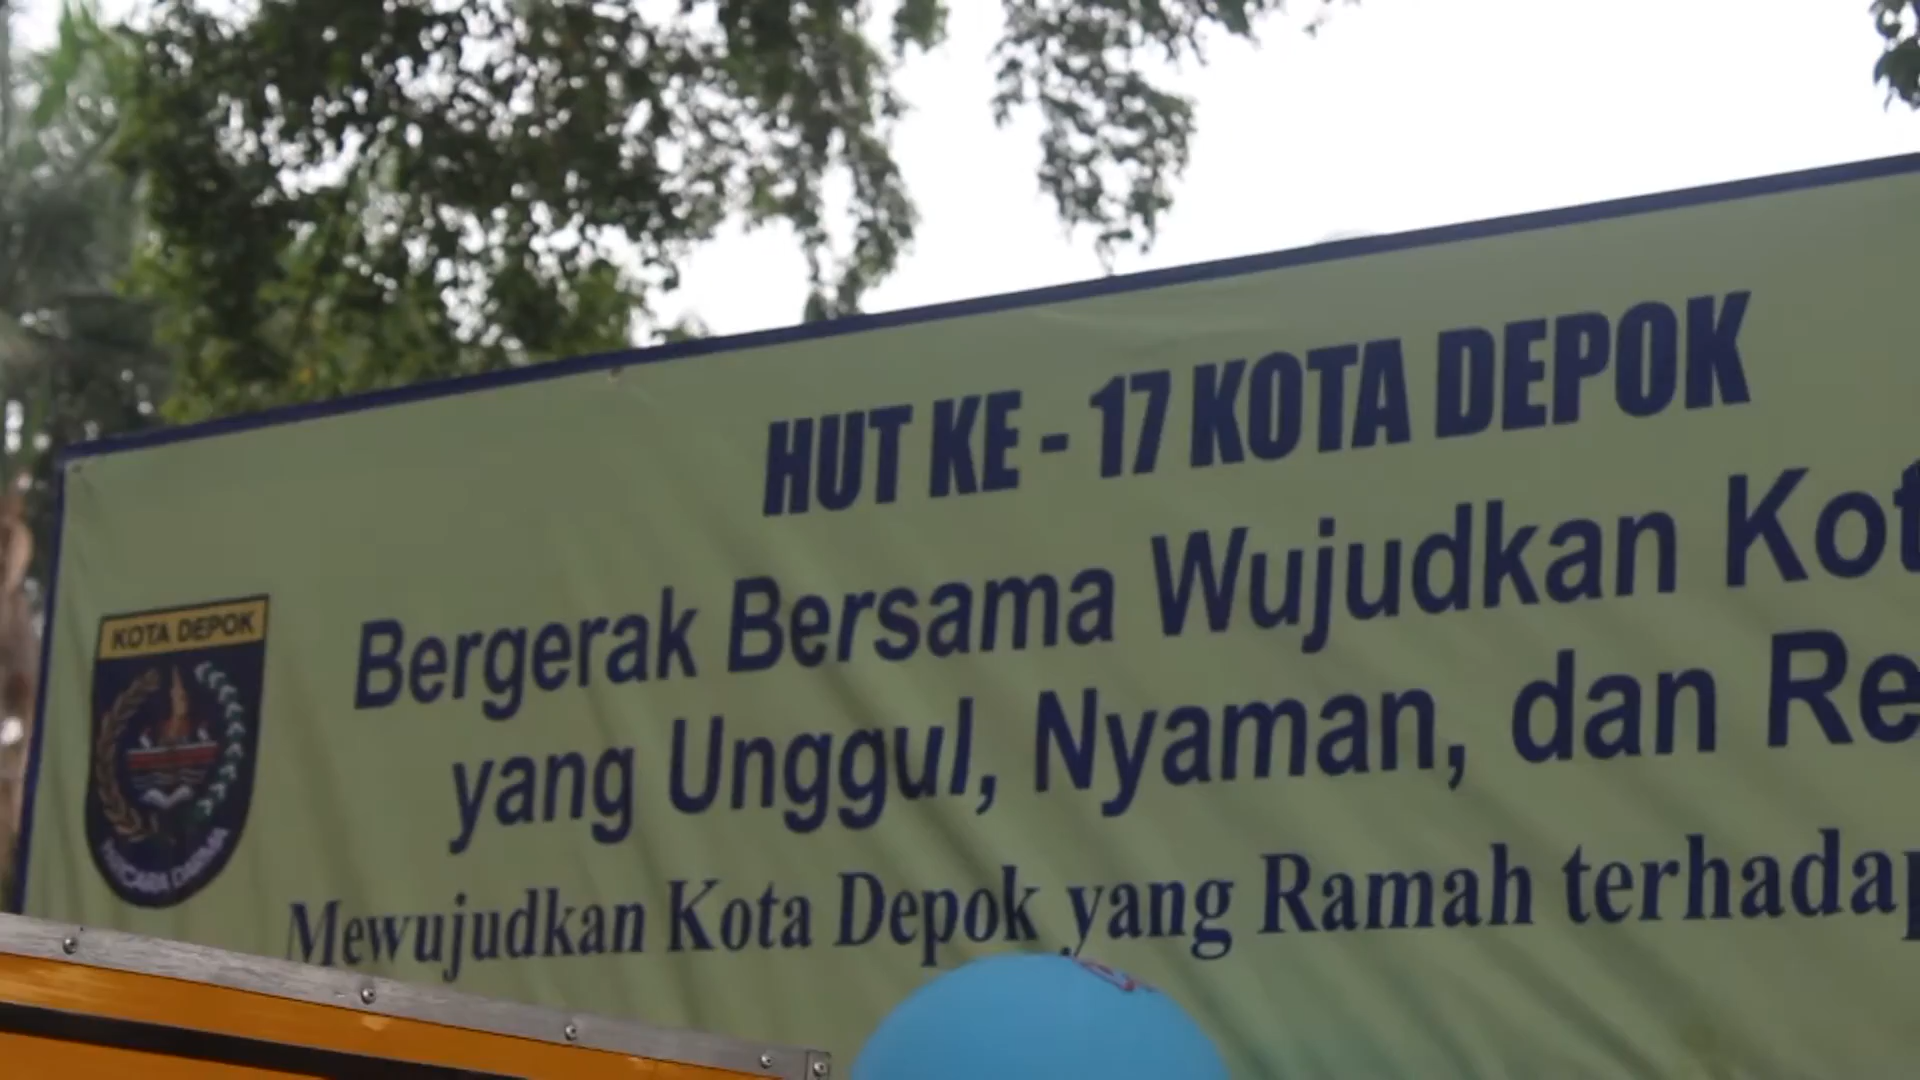 HUT KE - 17 KOTA DEPOK
Bergerak Bersama Wujudkan Kot
yang Unggul, Nyaman, dan Re
Mewujudkan Kota Depok yang Ramah terhadap
KOTA DEPOK